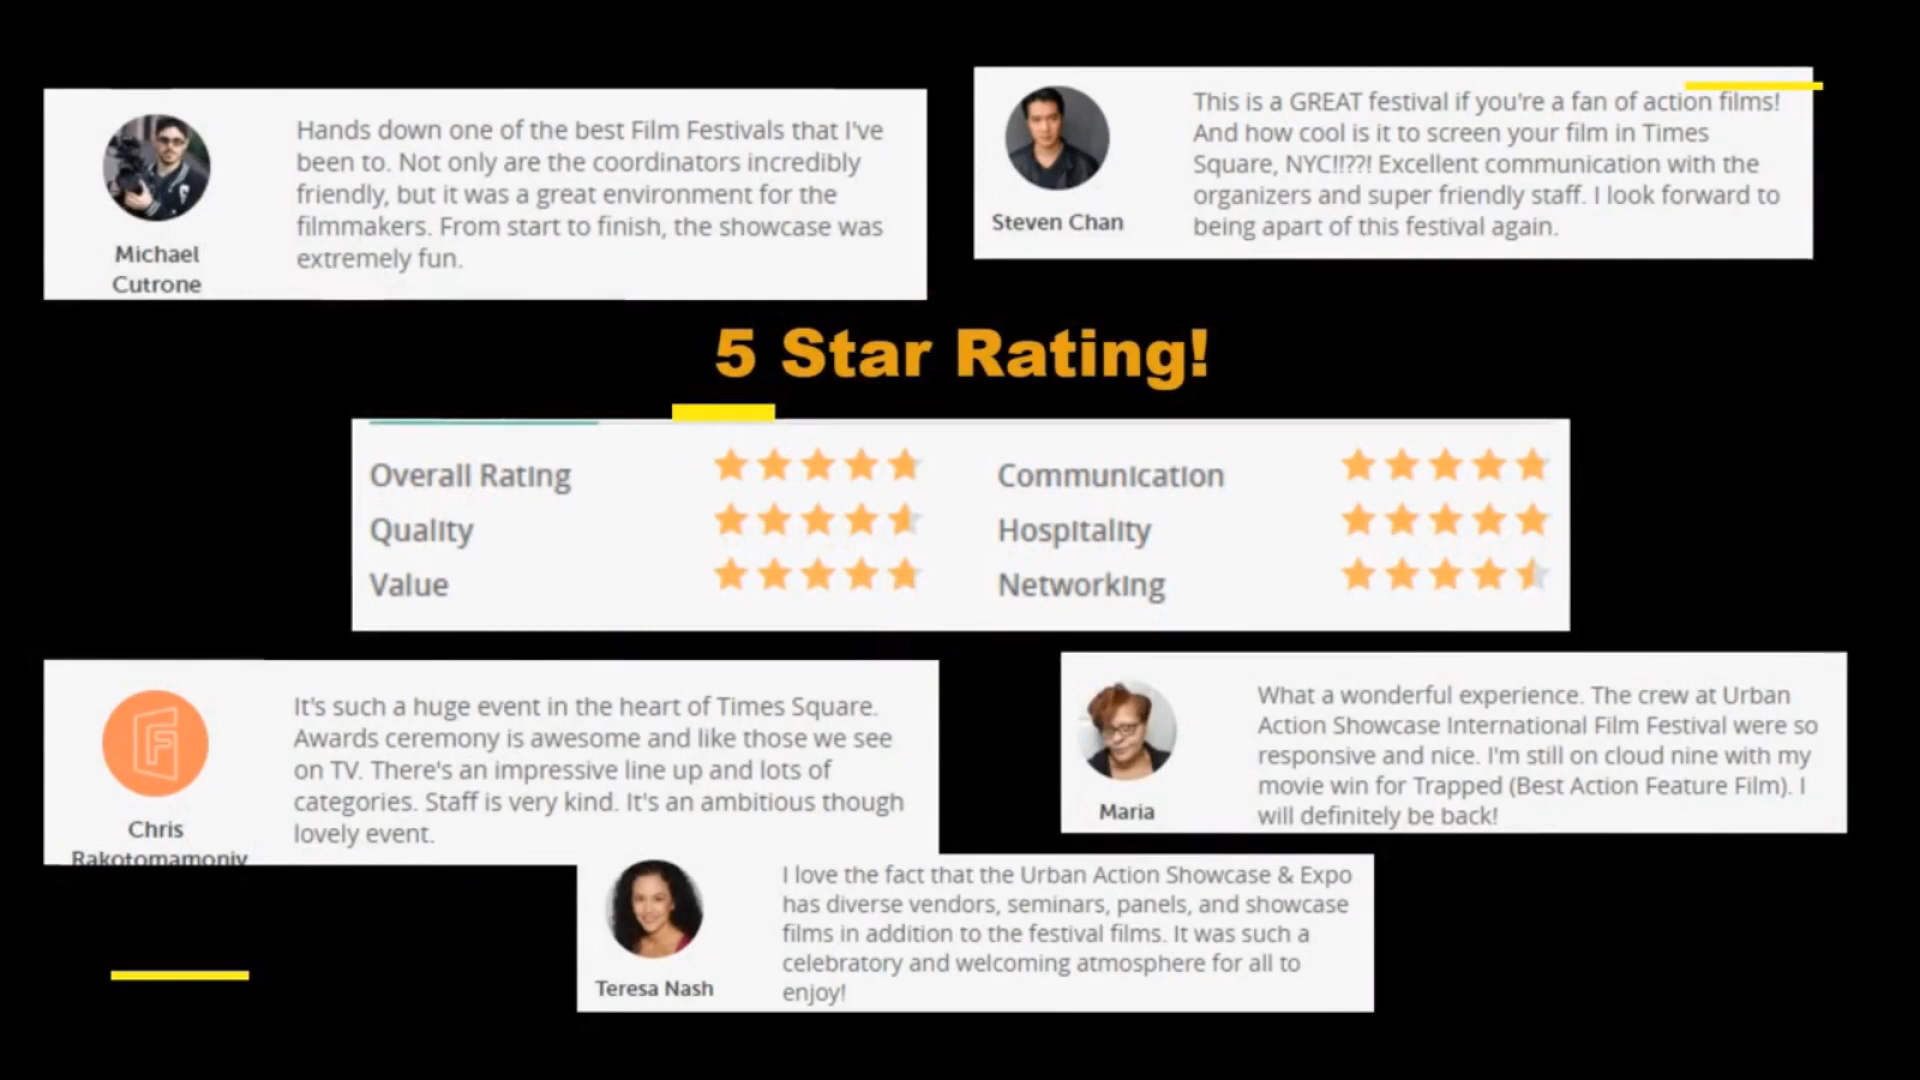 Hands down one of the best Film Festivals that I've
been to. Not only are the coordinators incredibly
friendly, but it was a great environment for the
filmmakers. From start to finish, the showcase was
extremely fun.
Michael
Cutrone
This is a GREAT festival if you're a fan of action films!
And how cool is it to screen your film in Times
Square, NYC!!??! Excellent communication with the
organizers and super friendly staff. I look forward to
being apart of this festival again.
Steven Chan
5 Star Rating!
Overall Rating
Quality
Value
Communication
Hospitality
Networking
It's such a huge event in the heart of Times Square.
Awards ceremony is awesome and like those we see
on TV. There's an impressive line up and lots of
categories. Staff is very kind. It's an ambitious though
lovely event.
Chris
Rakotomamonjy
What a wonderful experience. The crew at Urban
Action Showcase International Film Festival were so
responsive and nice. I'm still on cloud nine with my
movie win for Trapped (Best Action Feature Film). I
will definitely be back!
Maria
I love the fact that the Urban Action Showcase & Expo
has diverse vendors, seminars, panels, and showcase
films in addition to the festival films. It was such a
celebratory and welcoming atmosphere for all to
enjoy!
Teresa Nash